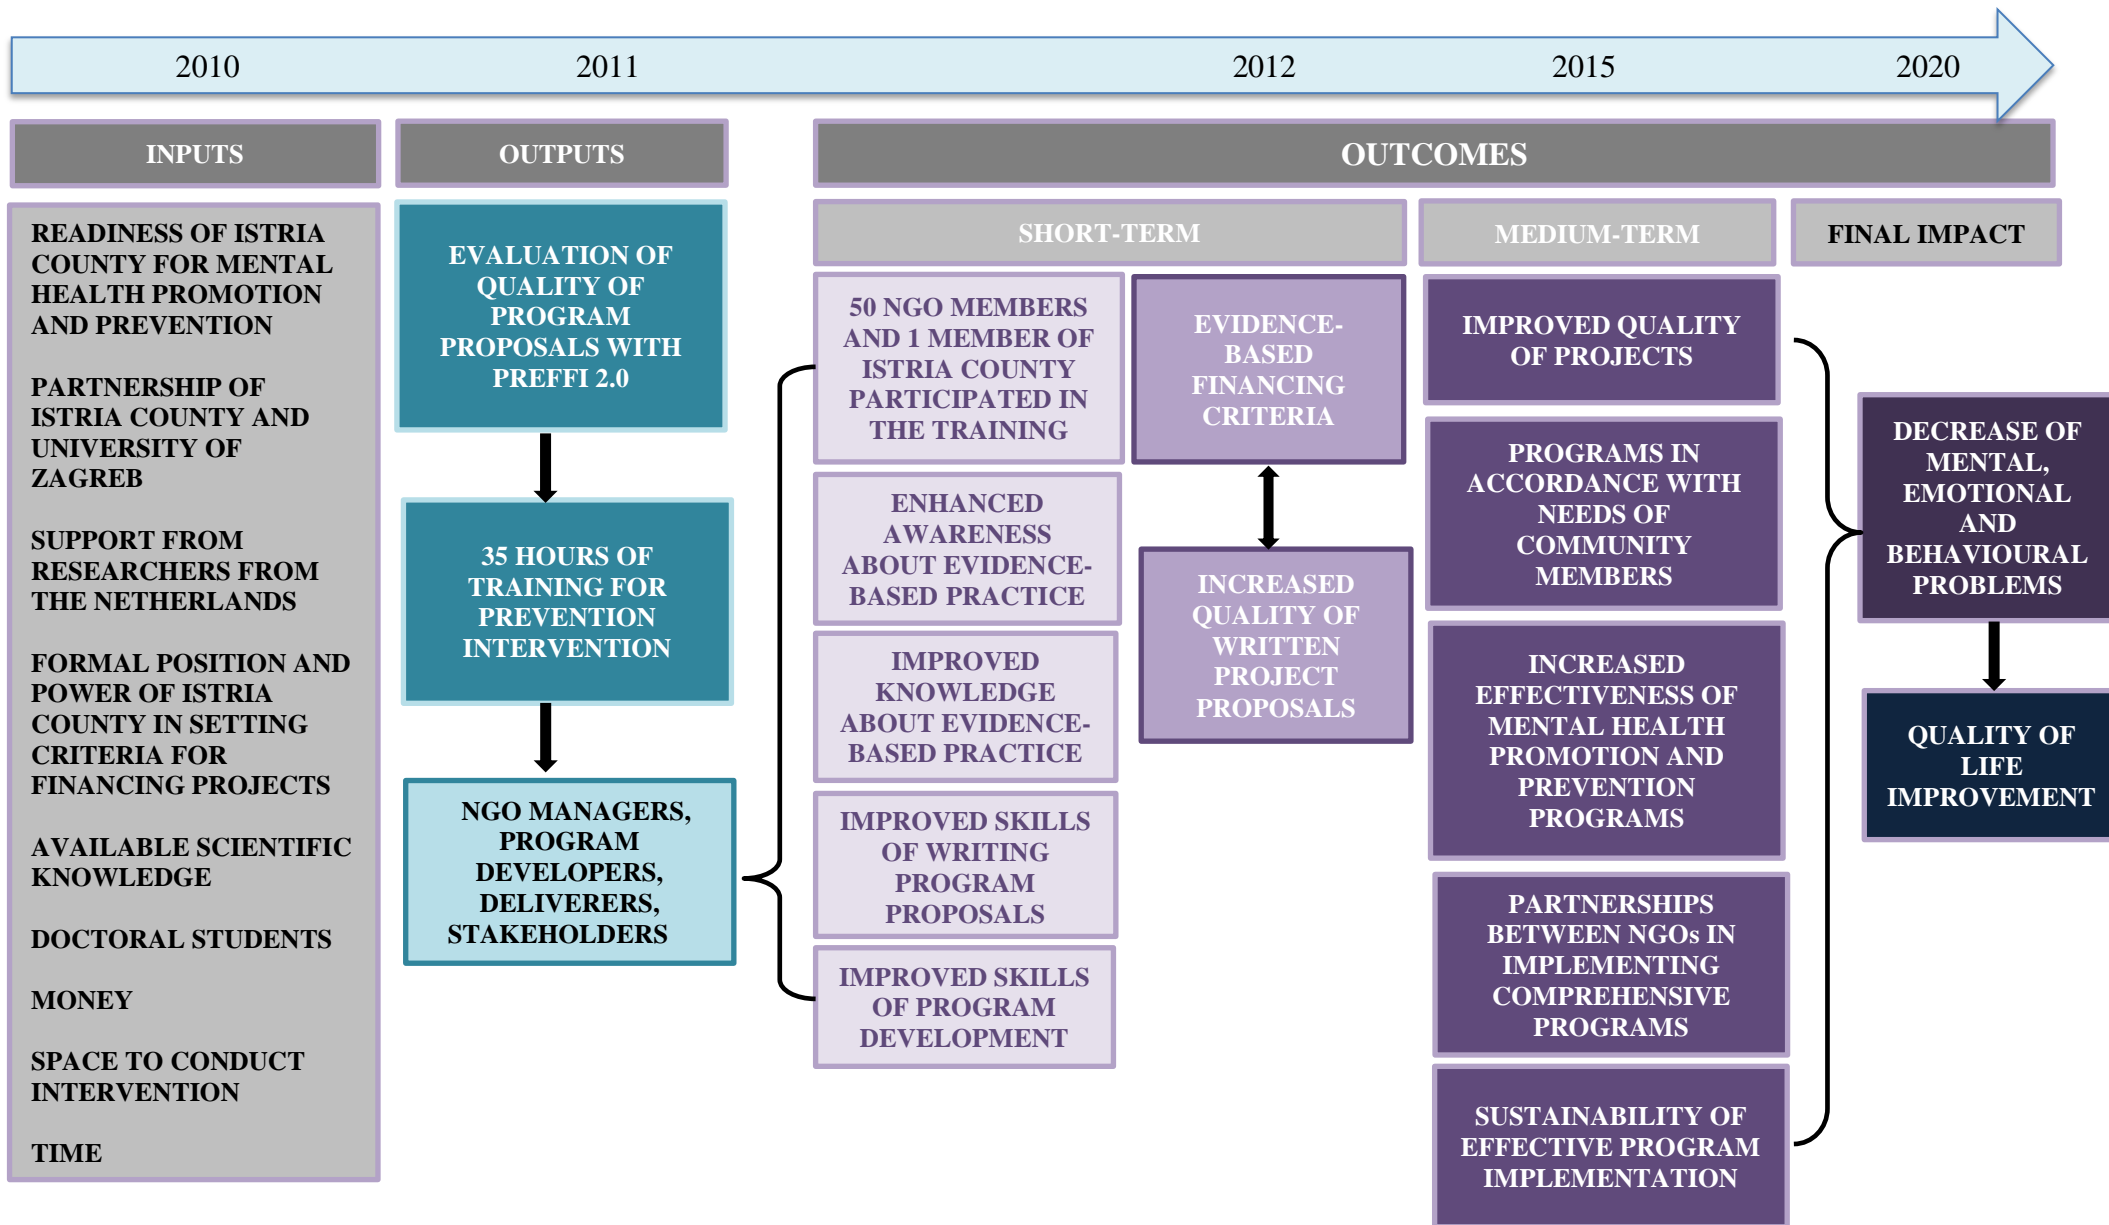 2010
2011
2012
2015
2020
INPUTS
OUTPUTS
OUTCOMES
READINESS OF ISTRIA
COUNTY FOR MENTAL
HEALTH PROMOTION
AND PREVENTION
PARTNERSHIP OF
ISTRIA COUNTY AND
UNIVERSITY OF
ZAGREB
SUPPORT FROM
RESEARCHERS FROM
THE NETHERLANDS
FORMAL POSITION AND
POWER OF ISTRIA
COUNTY IN SETTING
CRITERIA FOR
FINANCING PROJECTS
AVAILABLE SCIENTIFIC
KNOWLEDGE
DOCTORAL STUDENTS
MONEY
SPACE TO CONDUCT
INTERVENTION
TIME
EVALUATION OF
QUALITY OF
PROGRAM
PROPOSALS WITH
PREFFI 2.0
35 HOURS OF
TRAINING FOR
PREVENTION
INTERVENTION
NGO MANAGERS,
PROGRAM
DEVELOPERS,
DELIVERERS,
STAKEHOLDERS
SHORT-TERM
50 NGO MEMBERS
AND 1 MEMBER OF
ISTRIA COUNTY
PARTICIPATED IN
THE TRAINING
ENHANCED
AWARENESS
ABOUT EVIDENCE-
BASED PRACTICE
IMPROVED
KNOWLEDGE
ABOUT EVIDENCE-
BASED PRACTICE
IMPROVED SKILLS
OF WRITING
PROGRAM
PROPOSALS
IMPROVED SKILLS
OF PROGRAM
DEVELOPMENT
EVIDENCE-
BASED
FINANCING
CRITERIA
INCREASED
QUALITY OF
WRITTEN
PROJECT
PROPOSALS
MEDIUM-TERM
IMPROVED QUALITY
OF PROJECTS
PROGRAMS IN
ACCORDANCE WITH
NEEDS OF
COMMUNITY
MEMBERS
INCREASED
EFFECTIVENESS OF
MENTAL HEALTH
PROMOTION AND
PREVENTION
PROGRAMS
PARTNERSHIPS
BETWEEN NGOs IN
IMPLEMENTING
COMPREHENSIVE
PROGRAMS
SUSTAINABILITY OF
EFFECTIVE PROGRAM
IMPLEMENTATION
FINAL IMPACT
DECREASE OF
MENTAL,
EMOTIONAL
AND
BEHAVIOURAL
PROBLEMS
QUALITY OF
LIFE
IMPROVEMENT